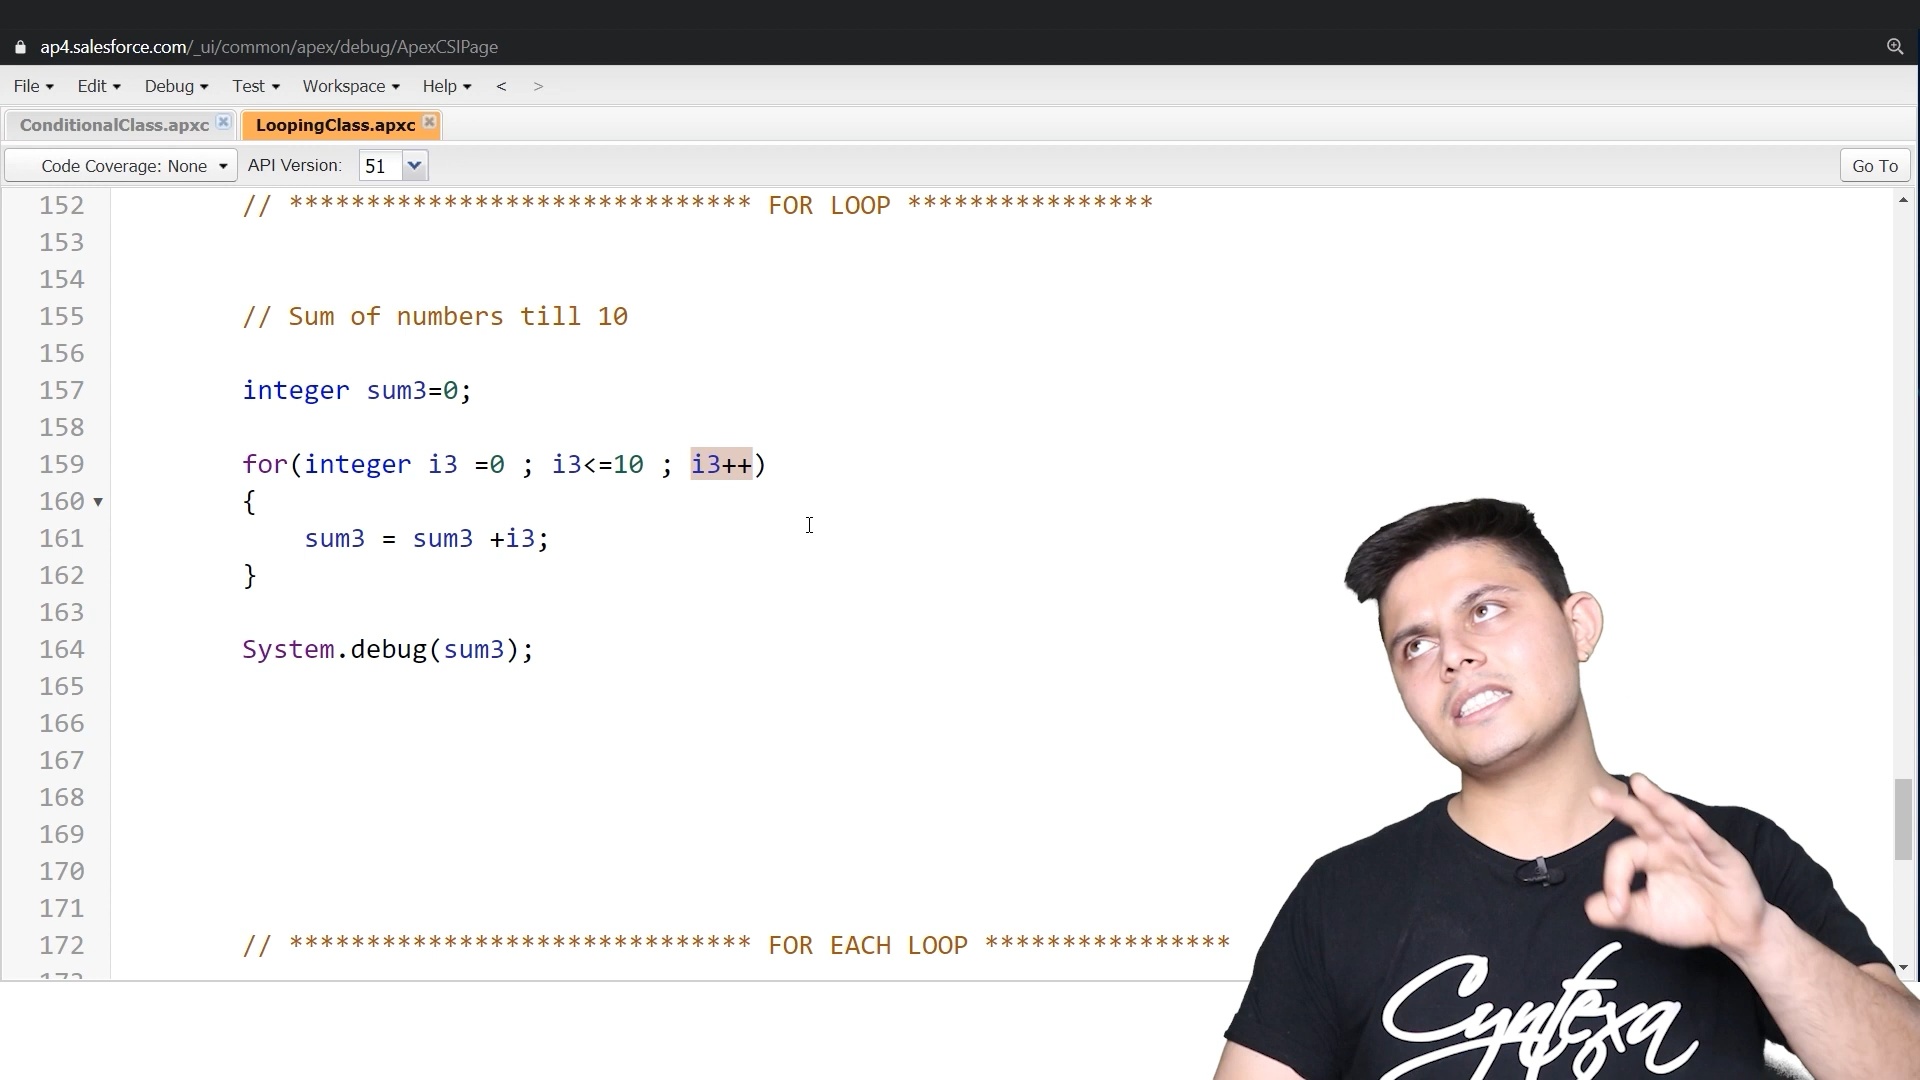 ap4.salesforce.com/_ui/common/apex/debug/ApexCSIPage
File Edit Debug Test Workspace Help < >
ConditionalClass.apxc LoopingClass.apxc
Code Coverage: None API Version: 51 Go To
152 // ****************************** FOR LOOP ****************
153
154
155 // Sum of numbers till 10
156
157 integer sum3=0;
158
159 for(integer i3 =0 ; i3<=10 ; i3++)
160 {
161 sum3 = sum3 +i3;
162 }
163
164 System.debug(sum3);
165
166
167
168
169
170
171
172 // ****************************** FOR EACH LOOP ****************
173
Cyntexa